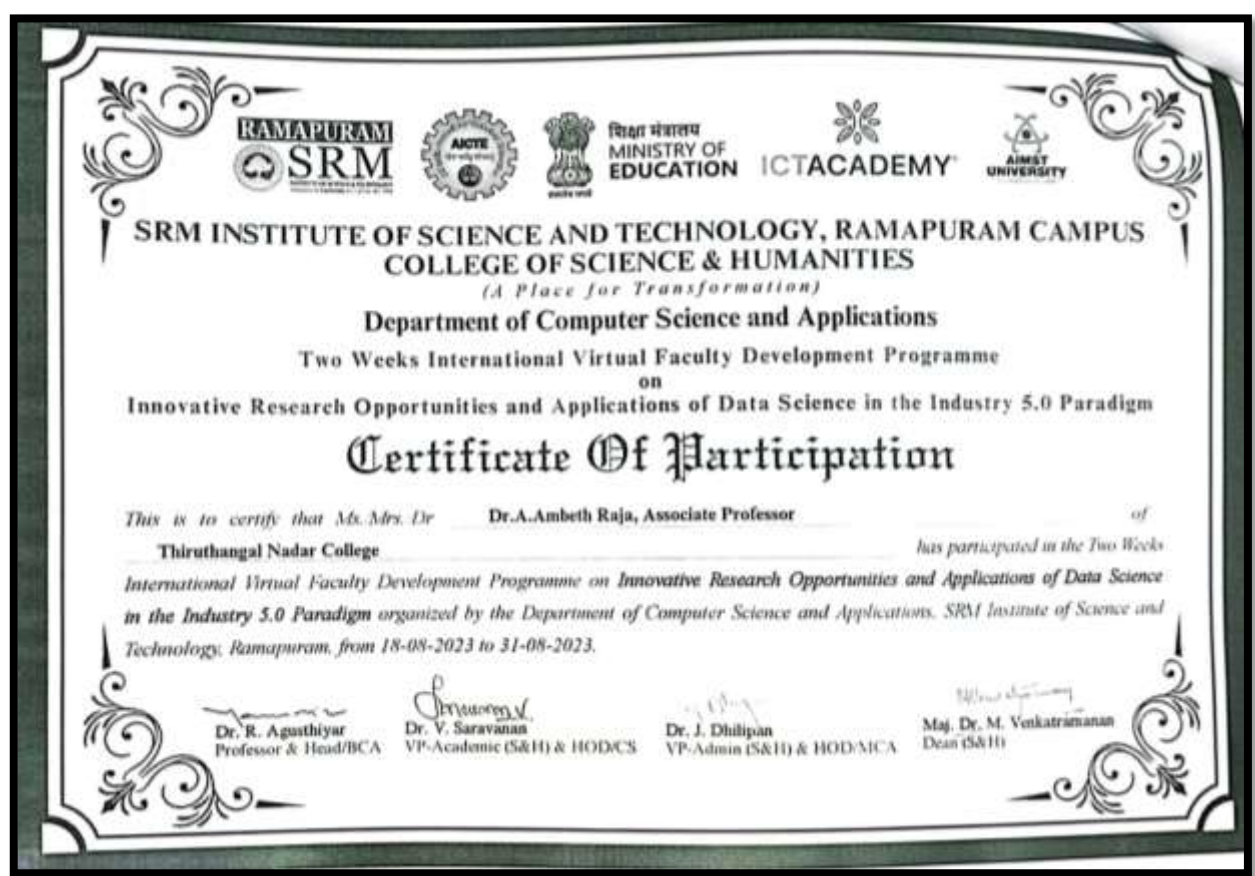 RAMAPURAM
SRM
AICTE
शिक्षा मंत्रालय
MINISTRY OF
EDUCATION
ICTACADEMY
AIMST
UNIVERSITY
SRM INSTITUTE OF SCIENCE AND TECHNOLOGY, RAMAPURAM CAMPUS
COLLEGE OF SCIENCE & HUMANITIES
(A Place for Transformation)
Department of Computer Science and Applications
Two Weeks International Virtual Faculty Development Programme
on
Innovative Research Opportunities and Applications of Data Science in the Industry 5.0 Paradigm
Certificate Of Participation
This is to certify that Ms. Mrs. Dr Dr.A.Ambeth Raja, Associate Professor of
Thiruthangal Nadar College has participated in the Two Weeks
International Virtual Faculty Development Programme on Innovative Research Opportunities and Applications of Data Science
in the Industry 5.0 Paradigm organized by the Department of Computer Science and Applications, SRM Institute of Science and
Technology, Ramapuram, from 18-08-2023 to 31-08-2023.
Dr. R. Agusthiyar
Professor & Head/BCA
Dr. V. Saravanan
VP-Academic (S&H) & HOD/CS
Dr. J. Dhilipan
VP-Admin (S&H) & HOD/MCA
Maj. Dr. M. Venkatramanan
Dean (S&H)